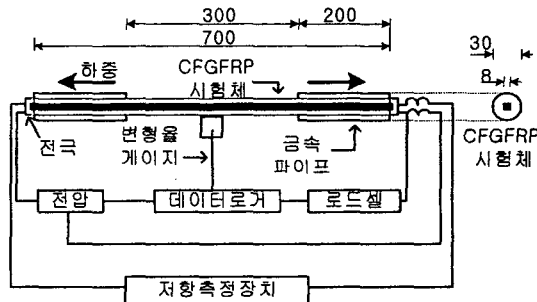 300
200
700
30
8
하중
CFGFRP
시험체
전극
변형율
게이지
금속
파이프
CFGFRP
시험체
전압
데이터로거
로드셀
저항측정장치